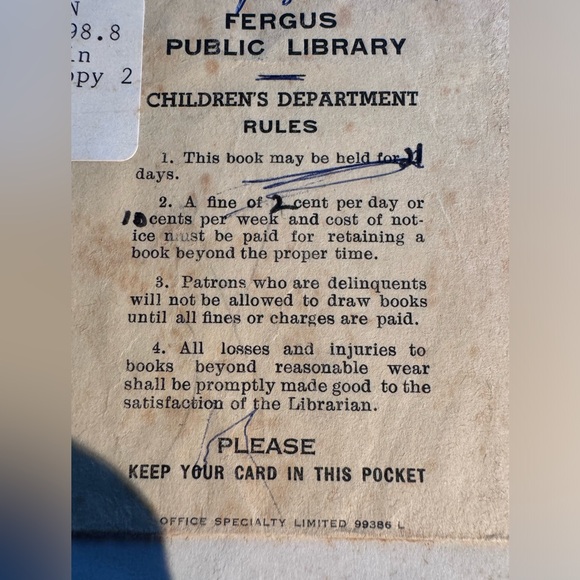 N
98.8
in
opy 2
FERGUS
PUBLIC LIBRARY
CHILDREN'S DEPARTMENT
RULES
1. This book may be held for 21
days.
2. A fine of 2 cent per day or
10 cents per week and cost of not-
ice must be paid for retaining a
book beyond the proper time.
3. Patrons who are delinquents
will not be allowed to draw books
until all fines or charges are paid.
4. All losses and injuries to
books beyond reasonable wear
shall be promptly made good to the
satisfaction of the Librarian.
PLEASE
KEEP YOUR CARD IN THIS POCKET
OFFICE SPECIALTY LIMITED 99386 L